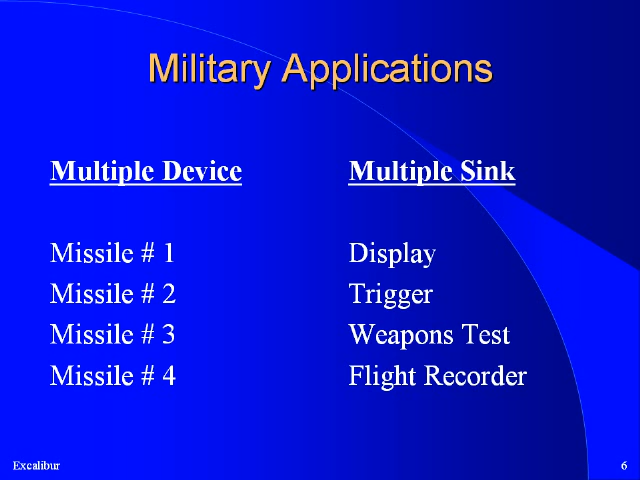 Military Applications
Multiple Device
Multiple Sink
Missile # 1
Display
Missile # 2
Trigger
Missile # 3
Weapons Test
Missile # 4
Flight Recorder
Excalibur
6